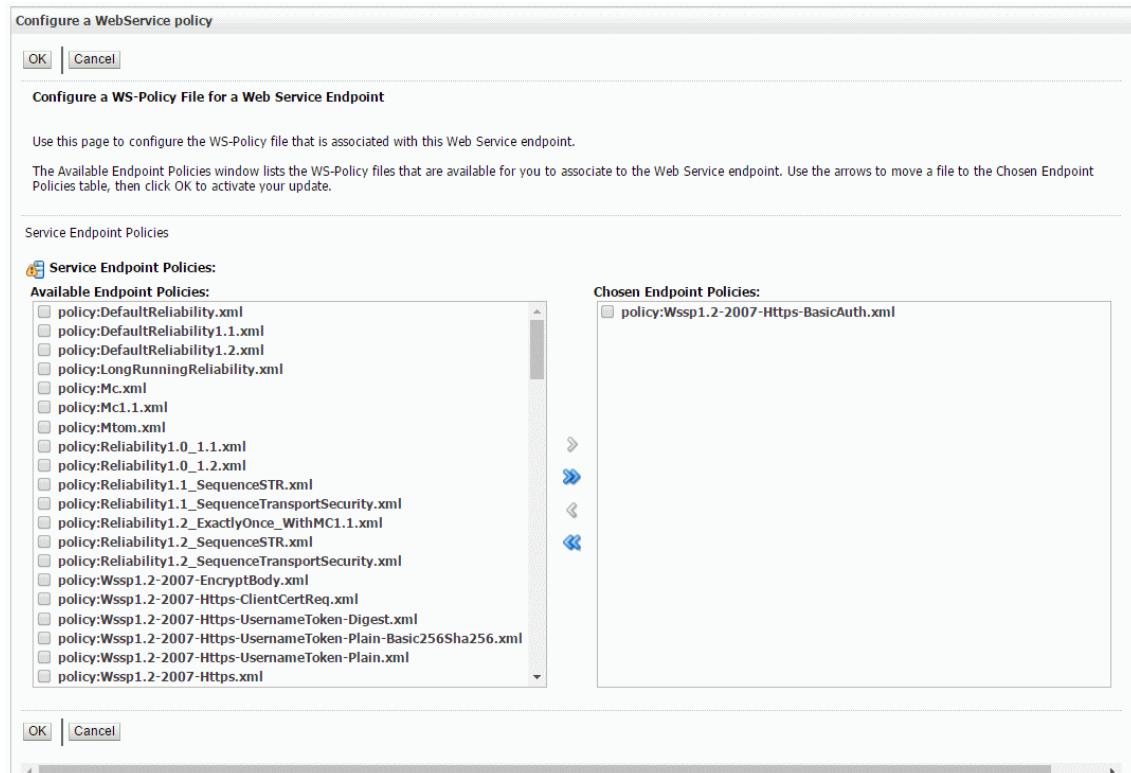 Configure a WebService policy
OK Cancel
Configure a WS-Policy File for a Web Service Endpoint
Use this page to configure the WS-Policy file that is associated with this Web Service endpoint.
The Available Endpoint Policies window lists the WS-Policy files that are available for you to associate to the Web Service endpoint. Use the arrows to move a file to the Chosen Endpoint
Policies table, then click OK to activate your update.
Service Endpoint Policies
Service Endpoint Policies:
Available Endpoint Policies:
policy:DefaultReliability.xml
policy:DefaultReliability1.1.xml
policy:DefaultReliability1.2.xml
policy:LongRunningReliability.xml
policy:Mc.xml
policy:Mc1.1.xml
policy:Mtom.xml
policy:Reliability1.0_1.1.xml
policy:Reliability1.0_1.2.xml
policy:Reliability1.1_SequenceSTR.xml
policy:Reliability1.1_SequenceTransportSecurity.xml
policy:Reliability1.2_ExactlyOnce_WithMC1.1.xml
policy:Reliability1.2_SequenceSTR.xml
policy:Reliability1.2_SequenceTransportSecurity.xml
policy:Wssp1.2-2007-EncryptBody.xml
policy:Wssp1.2-2007-Https-ClientCertReq.xml
policy:Wssp1.2-2007-Https-UsernameToken-Digest.xml
policy:Wssp1.2-2007-Https-UsernameToken-Plain-Basic256Sha256.xml
policy:Wssp1.2-2007-Https-UsernameToken-Plain.xml
policy:Wssp1.2-2007-Https.xml
Chosen Endpoint Policies:
policy:Wssp1.2-2007-Https-BasicAuth.xml
OK Cancel